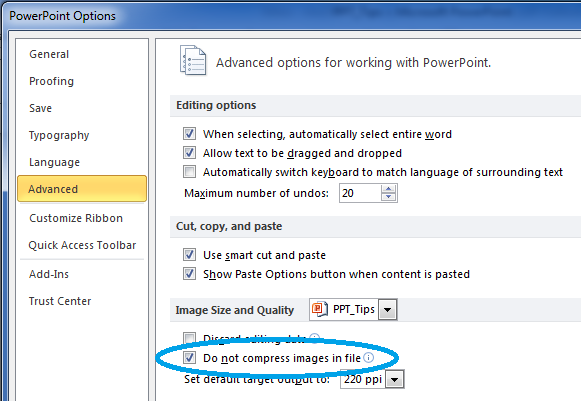 PowerPoint Options
General
Proofing
Save
Typography
Language
Advanced
Customize Ribbon
Quick Access Toolbar
Add-Ins
Trust Center
Advanced options for working with PowerPoint.
Editing options
When selecting, automatically select entire word
Allow text to be dragged and dropped
Automatically switch keyboard to match language of surrounding text
Maximum number of undos: 20
Cut, copy, and paste
Use smart cut and paste
Show Paste Options button when content is pasted
Image Size and Quality PPT_Tips
Discard editing data
Do not compress images in file
Set default target output to: 220 ppi